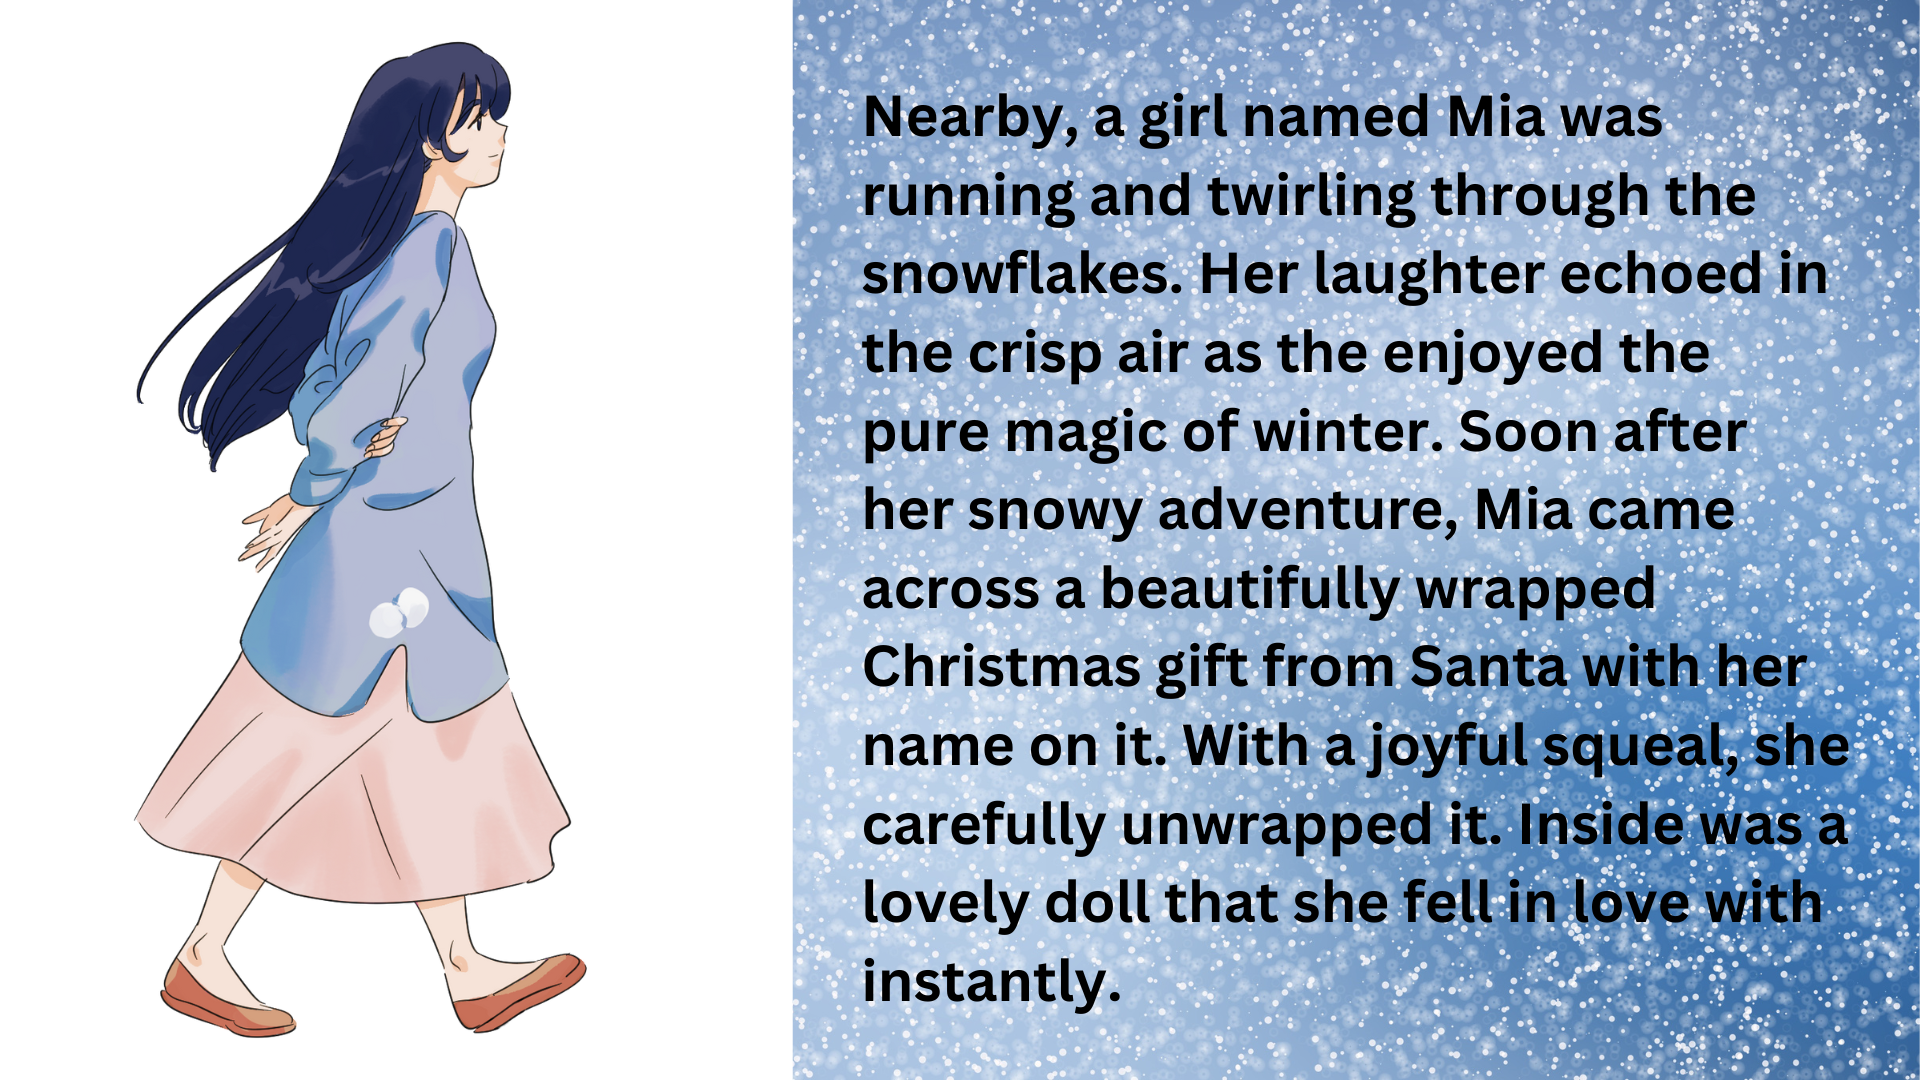 Nearby, a girl named Mia was
running and twirling through the
snowflakes. Her laughter echoed in
the crisp air as the enjoyed the
pure magic of winter. Soon after
her snowy adventure, Mia came
across a beautifully wrapped
Christmas gift from Santa with her
name on it. With a joyful squeal, she
carefully unwrapped it. Inside was a
lovely doll that she fell in love with
instantly.